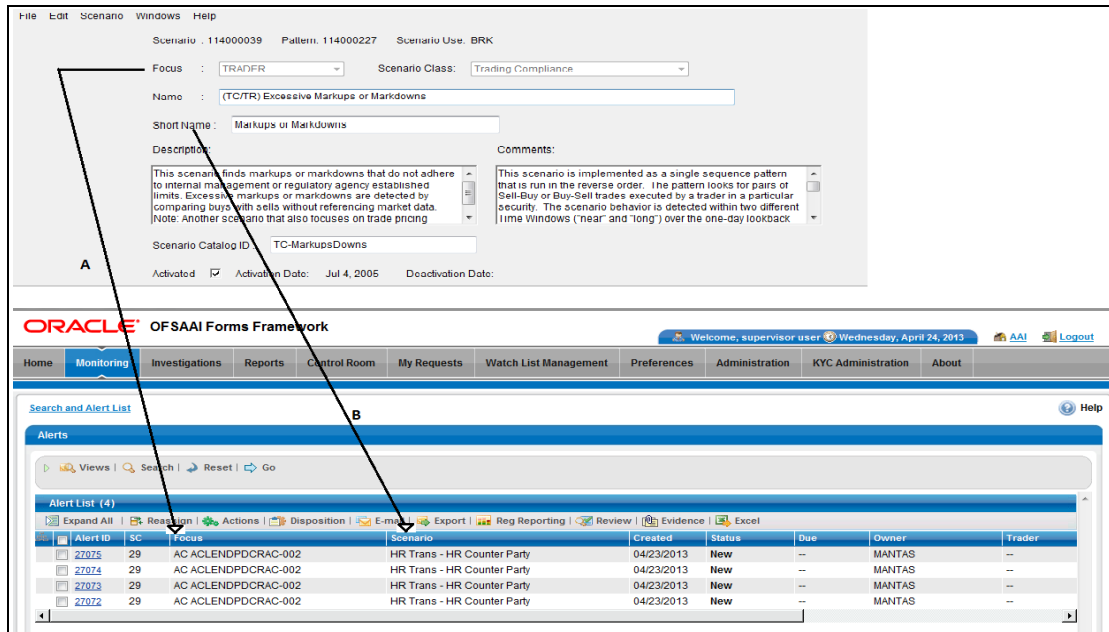 File Edit Scenario Windows Help
Scenario : 114000039 Pattern: 114000227 Scenario Use: BRK
Focus : TRADER Scenario Class: Trading Compliance
Name : (TC/TR) Excessive Markups or Markdowns
Short Name : Markups or Markdowns
Description: Comments:
This scenario finds markups or markdowns that do not adhere
to internal management or regulatory agency established
limits. Excessive markups or markdowns are detected by
comparing buys with sells without referencing market data.
Note: Another scenario that also focuses on trade pricing
This scenario is implemented as a single sequence pattern
that is run in the reverse order. The pattern looks for pairs of
Sell-Buy or Buy-Sell trades executed by a trader in a particular
security. The scenario behavior is detected within two different
Time Windows ("near" and "long") over the one-day lookback
Scenario Catalog ID : TC-MarkupsDowns
A
Activated Activation Date: Jul 4, 2005 Deactivation Date:
ORACLE OFSAAI Forms Framework
Welcome, supervisor user Wednesday, April 24, 2013 AAI Logout
Home Monitoring Investigations Reports Control Room My Requests Watch List Management Preferences Administration KYC Administration About
Search and Alert List Help
B
Alerts
Views | Search | Reset | Go
Alert List (4)
Expand All | Reassign | Actions | Disposition | E-mail | Export | Reg Reporting | Review | Evidence | Excel
Alert ID SC Focus Scenario Created Status Due Owner Trader
27075 29 AC ACLENDPDCRAC-002 HR Trans - HR Counter Party 04/23/2013 New -- MANTAS --
27074 29 AC ACLENDPDCRAC-002 HR Trans - HR Counter Party 04/23/2013 New -- MANTAS --
27073 29 AC ACLENDPDCRAC-002 HR Trans - HR Counter Party 04/23/2013 New -- MANTAS --
27072 29 AC ACLENDPDCRAC-002 HR Trans - HR Counter Party 04/23/2013 New -- MANTAS --